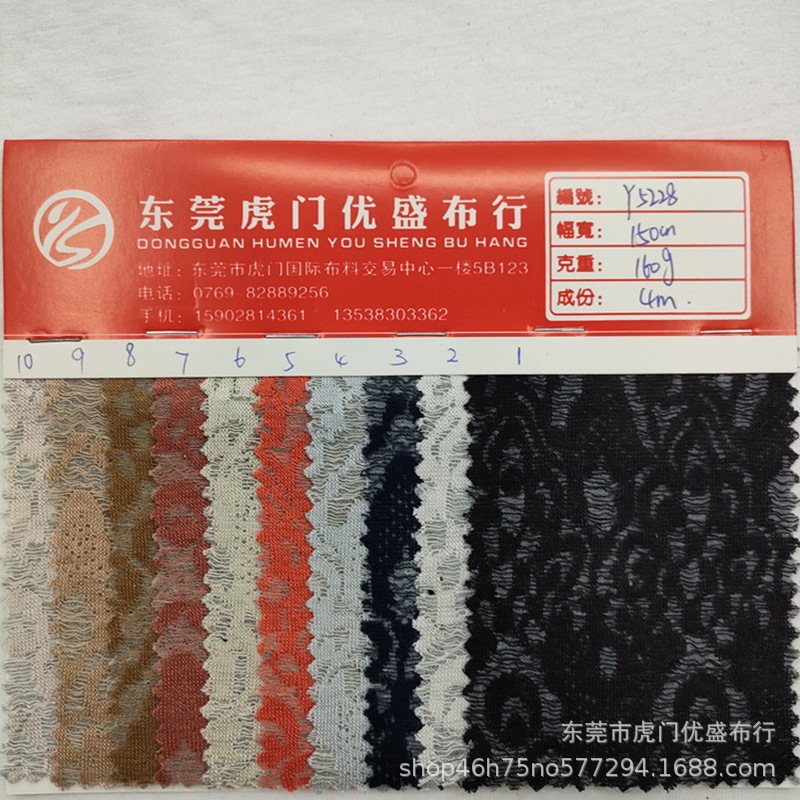 东莞虎门优盛布行
DONGGUAN HUMEN YOU SHENG BU HANG
地址：东莞市虎门国际布料交易中心一楼5B123
电话：0769-82889256
手机：15902814361 13538303362
編號：Y5228
幅寬：150cm
克重：160g
成份：4m.
10 9 8 7 6 5 4 3 2 1
东莞市虎门优盛布行
shop46h75no577294.1688.com